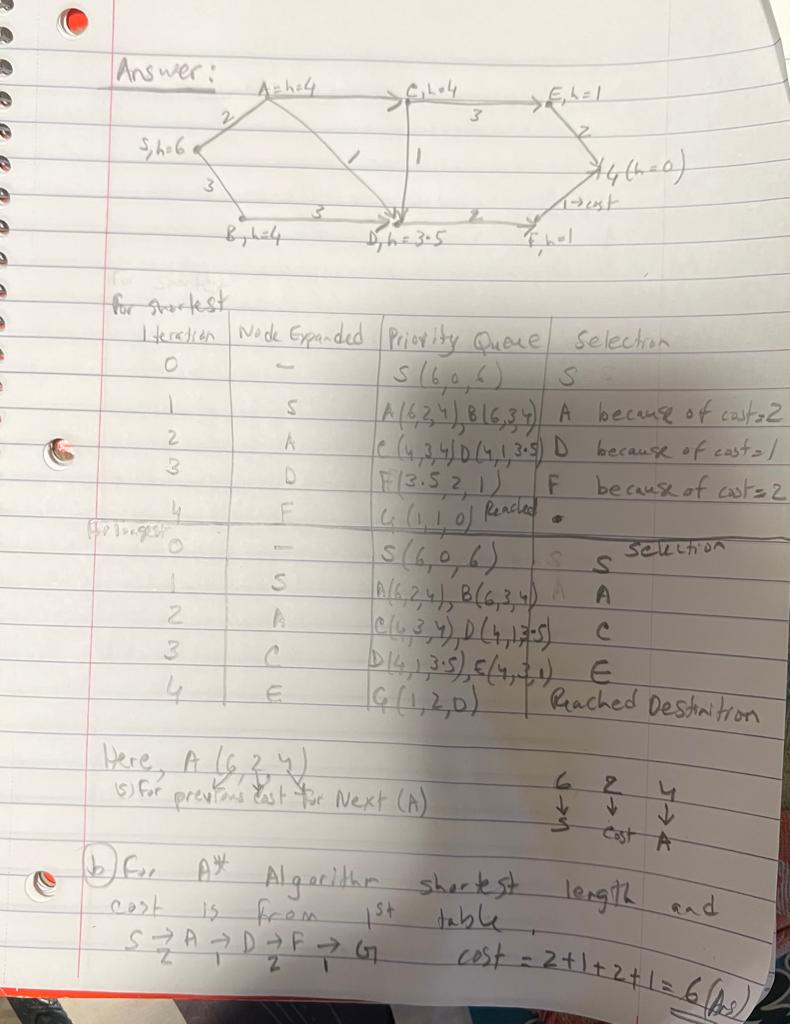 Answer:
A=h=4
C,h=4
E,h=1
2
3
2
S,h=6
1
1
G(h=0)
3
3
2
1→cost
B,h=4
D,h=3.5
F,h=1
For shortest
Iteration Node Expanded Priority Queue Selection
0 - S(6,0,6) S
1 S A(6,2,4),B(6,3,4) A because of cost=2
2 A C(4,3,4)D(4,1,3.5) D because of cost=1
3 D F(3.5,2,1) F because of cost=2
4 F G(1,1,0) Reached
For longest Selection
0 - S(6,0,6) S
1 S A(6,2,4),B(6,3,4) A
2 A C(4,3,4),D(4,1,3.5) C
3 C D(4,1,3.5),E(4,3,1) E
4 E G(1,2,0) Reached Destinition
Here, A(6,2,4)
(s)For previous cost for Next (A)
6 2 4
↓ ↓ ↓
S cost A
b) For A* Algorithm shortest length and
cost is from 1st table.
S→A→D→F→G cost = 2+1+2+1=6(Ans)
2 1 2 1